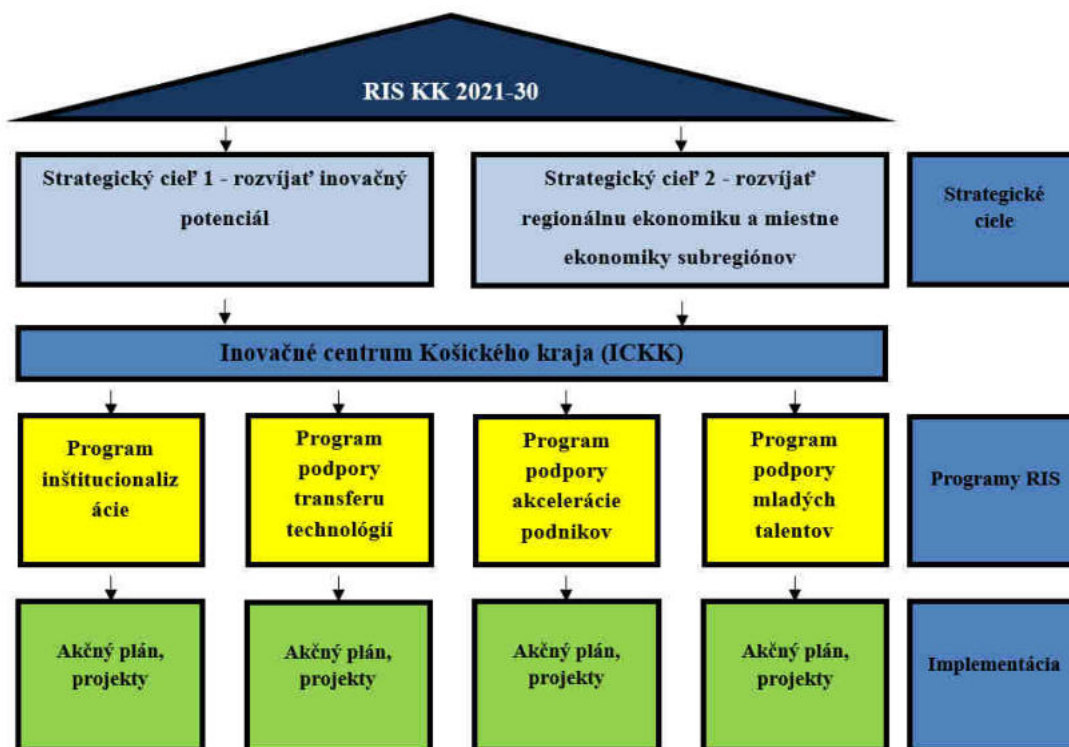 RIS KK 2021-30
Strategický cieľ 1 - rozvíjať inovačný
potenciál
Strategický cieľ 2 - rozvíjať
regionálnu ekonomiku a miestne
ekonomiky subregiónov
Strategické
ciele
Inovačné centrum Košického kraja (ICKK)
Program
inštitucionaliz
ácie
Program
podpory
transferu
technológií
Program
podpory
akcelerácie
podnikov
Program
podpory
mladých
talentov
Programy RIS
Akčný plán,
projekty
Akčný plán,
projekty
Akčný plán,
projekty
Akčný plán,
projekty
Implementácia